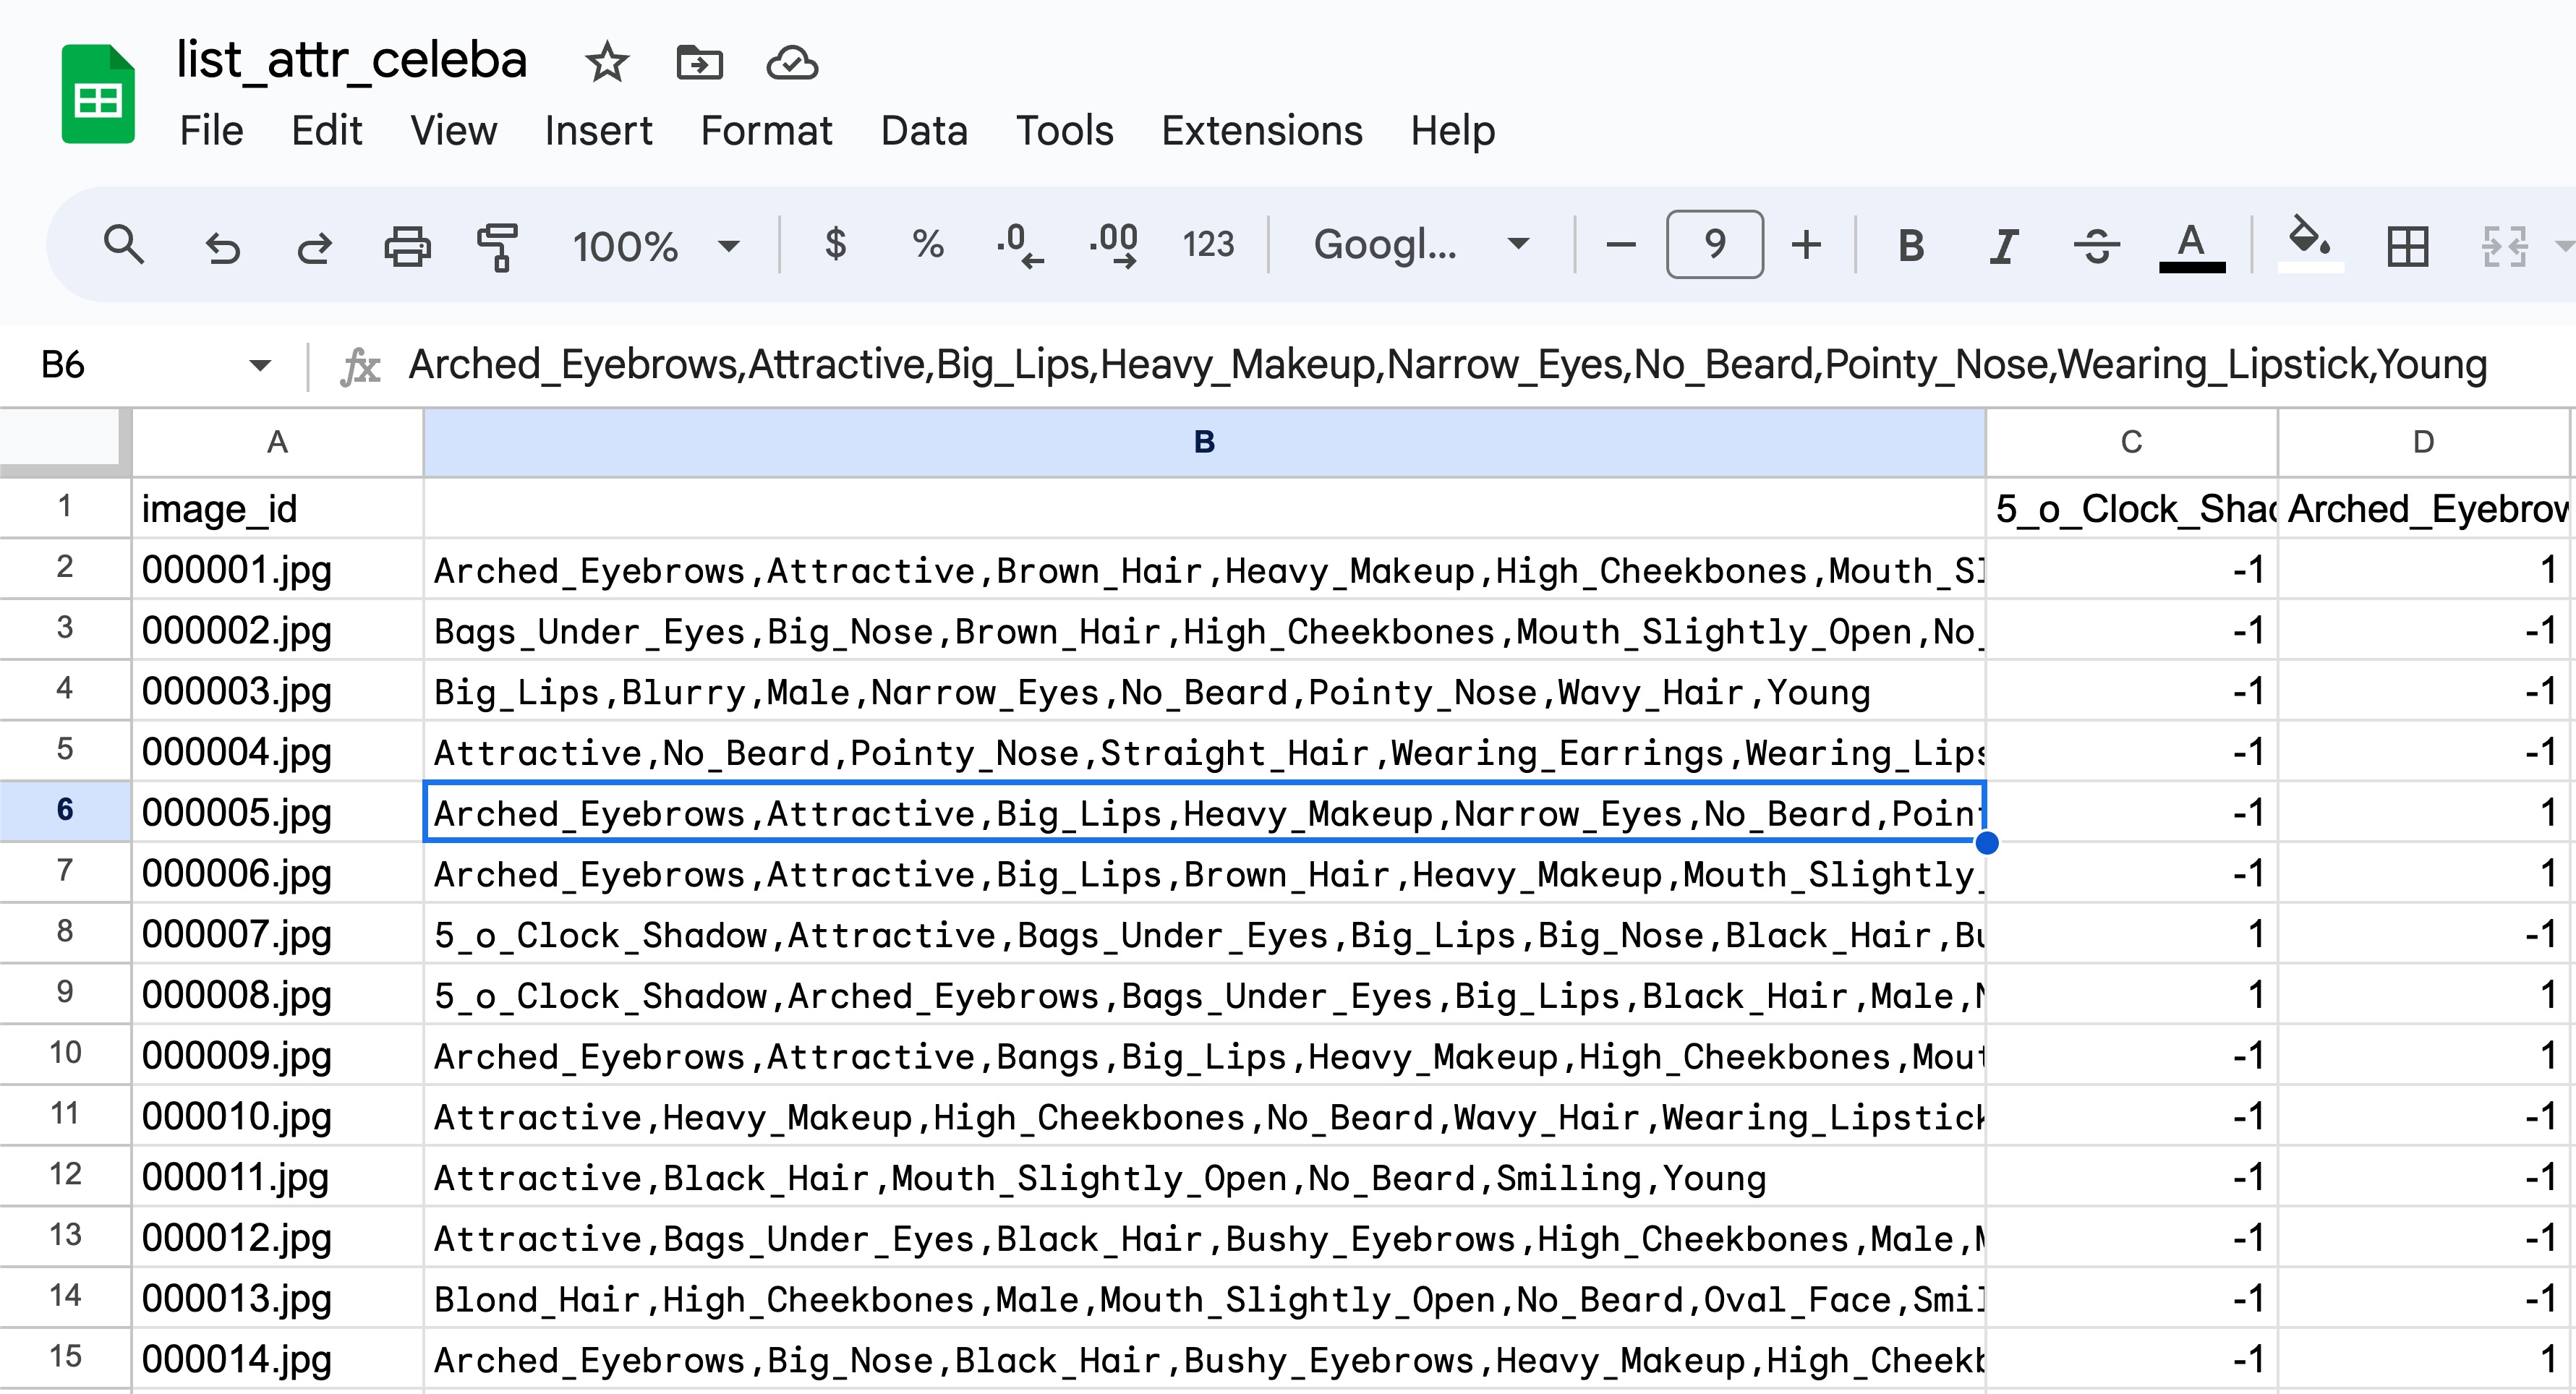 list_attr_celeba
File Edit View Insert Format Data Tools Extensions Help
100% $ % .0 .00 123 Googl... 9 B I S A
B6 fx Arched_Eyebrows,Attractive,Big_Lips,Heavy_Makeup,Narrow_Eyes,No_Beard,Pointy_Nose,Wearing_Lipstick,Young
A B C D
1 image_id 5_o_Clock_Shad Arched_Eyebrow
2 000001.jpg Arched_Eyebrows,Attractive,Brown_Hair,Heavy_Makeup,High_Cheekbones,Mouth_Sl -1 1
3 000002.jpg Bags_Under_Eyes,Big_Nose,Brown_Hair,High_Cheekbones,Mouth_Slightly_Open,No_ -1 -1
4 000003.jpg Big_Lips,Blurry,Male,Narrow_Eyes,No_Beard,Pointy_Nose,Wavy_Hair,Young -1 -1
5 000004.jpg Attractive,No_Beard,Pointy_Nose,Straight_Hair,Wearing_Earrings,Wearing_Lips -1 -1
6 000005.jpg Arched_Eyebrows,Attractive,Big_Lips,Heavy_Makeup,Narrow_Eyes,No_Beard,Point -1 1
7 000006.jpg Arched_Eyebrows,Attractive,Big_Lips,Brown_Hair,Heavy_Makeup,Mouth_Slightly_ -1 1
8 000007.jpg 5_o_Clock_Shadow,Attractive,Bags_Under_Eyes,Big_Lips,Big_Nose,Black_Hair,Bu 1 -1
9 000008.jpg 5_o_Clock_Shadow,Arched_Eyebrows,Bags_Under_Eyes,Big_Lips,Black_Hair,Male,M 1 1
10 000009.jpg Arched_Eyebrows,Attractive,Bangs,Big_Lips,Heavy_Makeup,High_Cheekbones,Mout -1 1
11 000010.jpg Attractive,Heavy_Makeup,High_Cheekbones,No_Beard,Wavy_Hair,Wearing_Lipstick -1 -1
12 000011.jpg Attractive,Black_Hair,Mouth_Slightly_Open,No_Beard,Smiling,Young -1 -1
13 000012.jpg Attractive,Bags_Under_Eyes,Black_Hair,Bushy_Eyebrows,High_Cheekbones,Male,M -1 -1
14 000013.jpg Blond_Hair,High_Cheekbones,Male,Mouth_Slightly_Open,No_Beard,Oval_Face,Smil -1 -1
15 000014.jpg Arched_Eyebrows,Big_Nose,Black_Hair,Bushy_Eyebrows,Heavy_Makeup,High_Cheekb -1 1